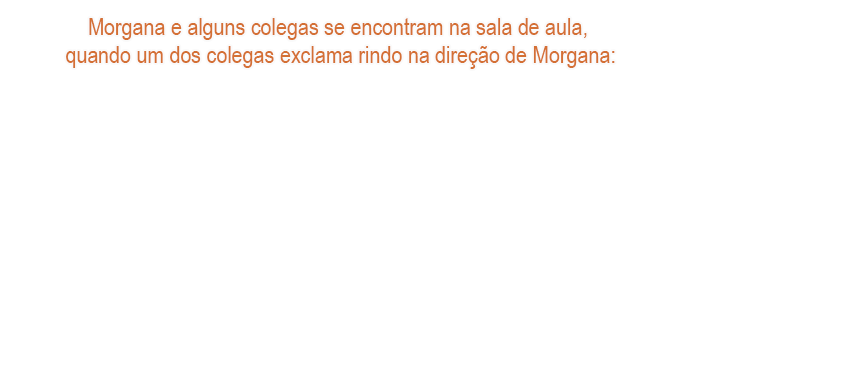 Morgana e alguns colegas se encontram na sala de aula,
quando um dos colegas exclama rindo na direção de Morgana: